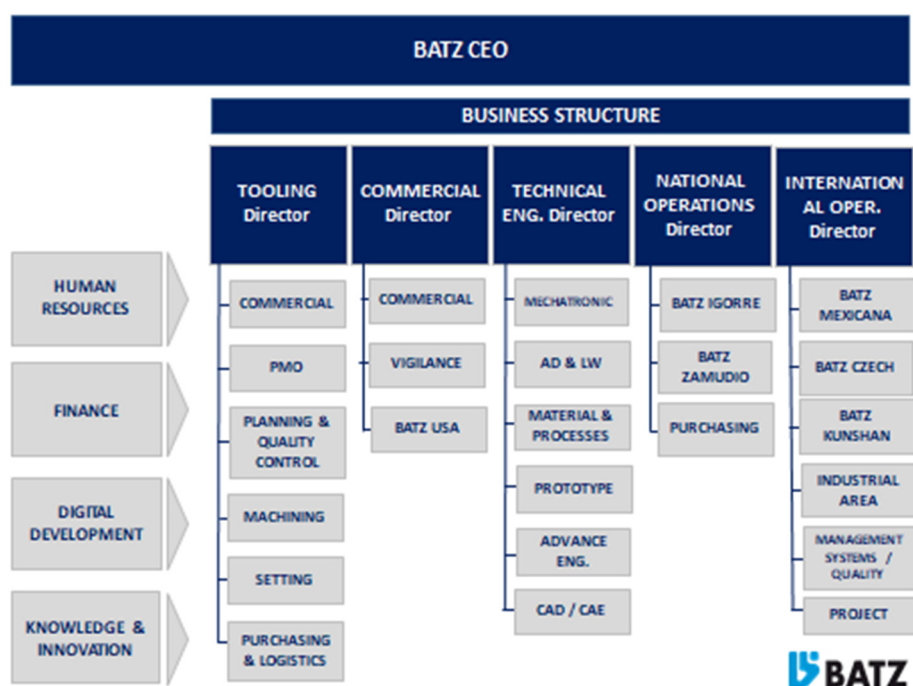 BATZ CEO
BUSINESS STRUCTURE
TOOLING
Director
COMMERCIAL
Director
TECHNICAL
ENG. Director
NATIONAL
OPERATIONS
Director
INTERNATION
AL OPER.
Director
HUMAN
RESOURCES
FINANCE
DIGITAL
DEVELOPMENT
KNOWLEDGE &
INNOVATION
COMMERCIAL
PMO
PLANNING &
QUALITY
CONTROL
MACHINING
SETTING
PURCHASING
& LOGISTICS
COMMERCIAL
VIGILANCE
BATZ USA
MECHATRONIC
AD & LW
MATERIAL &
PROCESSES
PROTOTYPE
ADVANCE
ENG.
CAD / CAE
BATZ IGORRE
BATZ
ZAMUDIO
PURCHASING
BATZ
MEXICANA
BATZ CZECH
BATZ
KUNSHAN
INDUSTRIAL
AREA
MANAGEMENT
SYSTEMS /
QUALITY
PROJECT
BATZ